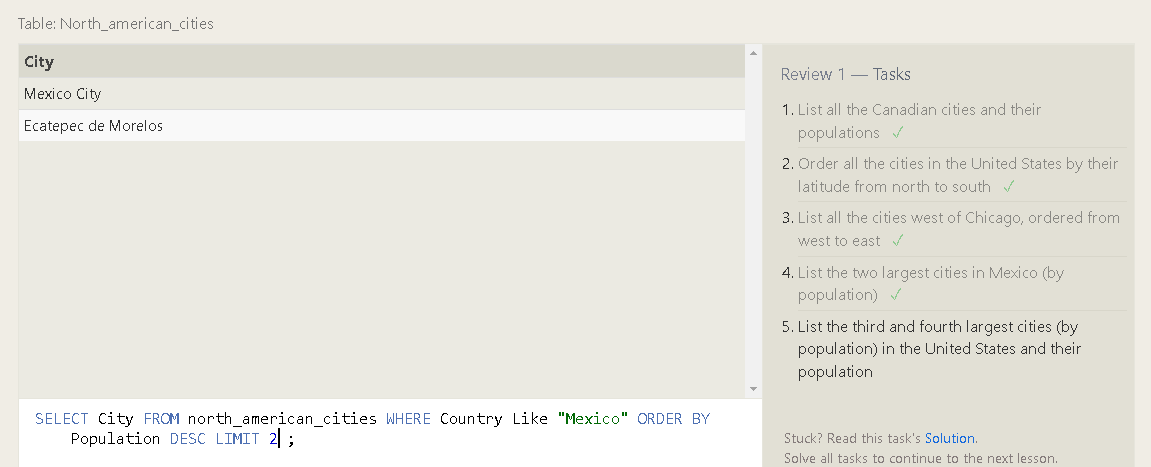 Table: North_american_cities
City
Mexico City
Ecatepec de Morelos
SELECT City FROM north_american_cities WHERE Country Like "Mexico" ORDER BY
Population DESC LIMIT 2 ;
Review 1 — Tasks
1. List all the Canadian cities and their
populations ✓
2. Order all the cities in the United States by their
latitude from north to south ✓
3. List all the cities west of Chicago, ordered from
west to east ✓
4. List the two largest cities in Mexico (by
population) ✓
5. List the third and fourth largest cities (by
population) in the United States and their
population
Stuck? Read this task's Solution.
Solve all tasks to continue to the next lesson.